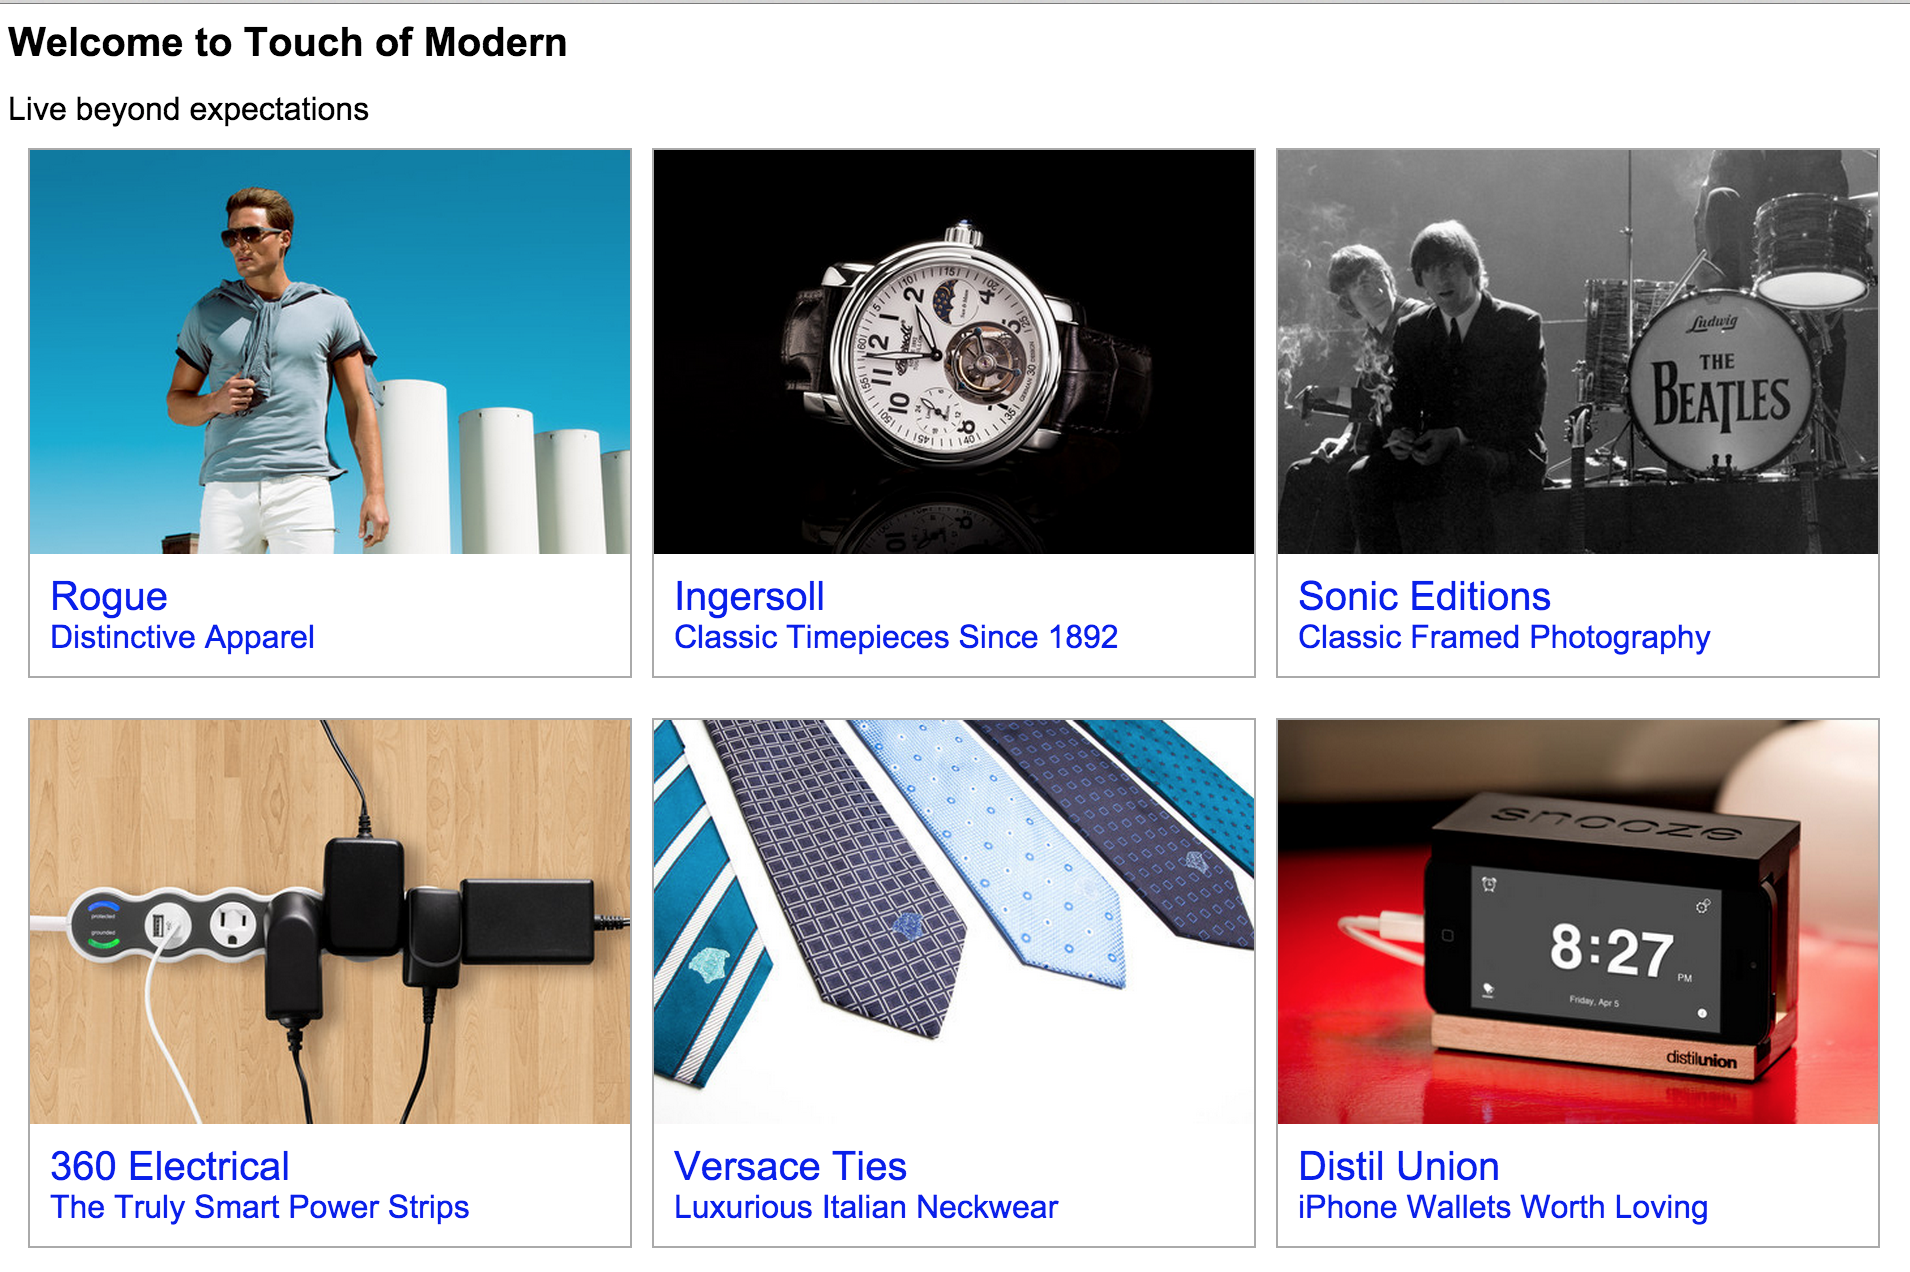 Welcome to Touch of Modern
Live beyond expectations
Rogue
Distinctive Apparel
Ingersoll
Classic Timepieces Since 1892
Ludwig
THE
BEATLES
Sonic Editions
Classic Framed Photography
protected
grounded
360 Electrical
The Truly Smart Power Strips
Versace Ties
Luxurious Italian Neckwear
snooze
8:27 PM
Friday, Apr 5
distilunion
Distil Union
iPhone Wallets Worth Loving